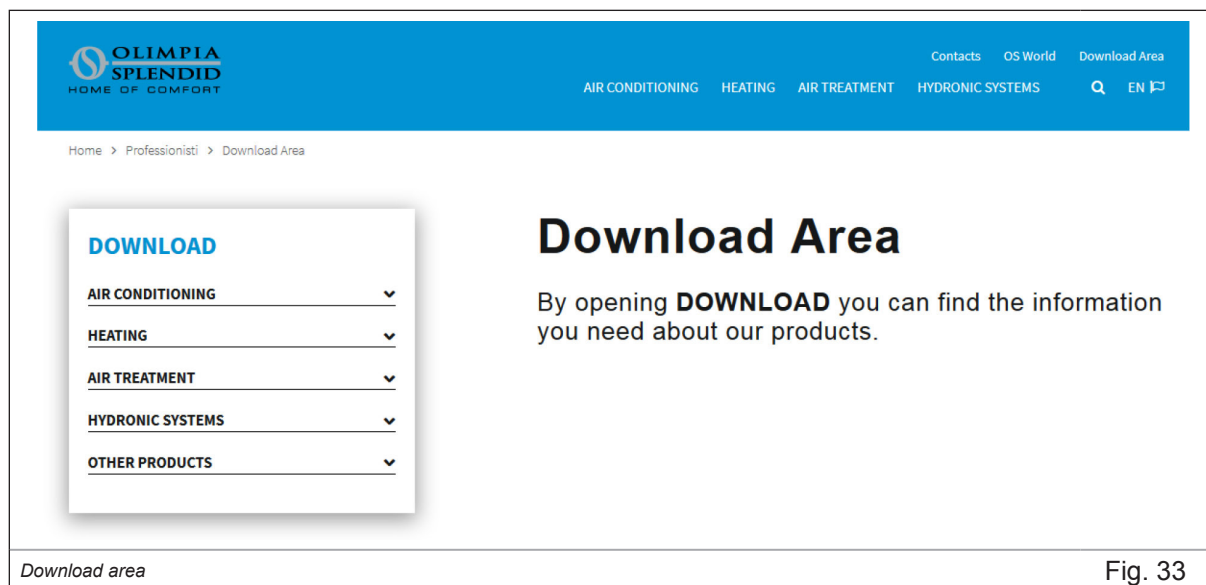 OLIMPIA
SPLENDID
HOME OF COMFORT
Contacts OS World Download Area
AIR CONDITIONING HEATING AIR TREATMENT HYDRONIC SYSTEMS EN
Home > Professionisti > Download Area
DOWNLOAD
AIR CONDITIONING
HEATING
AIR TREATMENT
HYDRONIC SYSTEMS
OTHER PRODUCTS
Download Area
By opening DOWNLOAD you can find the information
you need about our products.
Download area Fig. 33